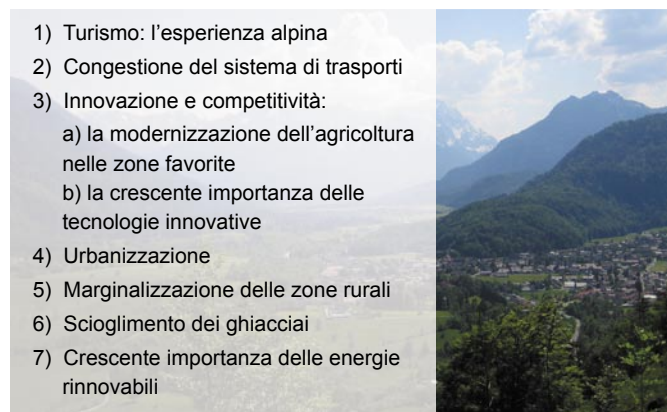 1) Turismo: l’esperienza alpina
2) Congestione del sistema di trasporti
3) Innovazione e competitività:
a) la modernizzazione dell’agricoltura
nelle zone favorite
b) la crescente importanza delle
tecnologie innovative
4) Urbanizzazione
5) Marginalizzazione delle zone rurali
6) Scioglimento dei ghiacciai
7) Crescente importanza delle energie
rinnovabili